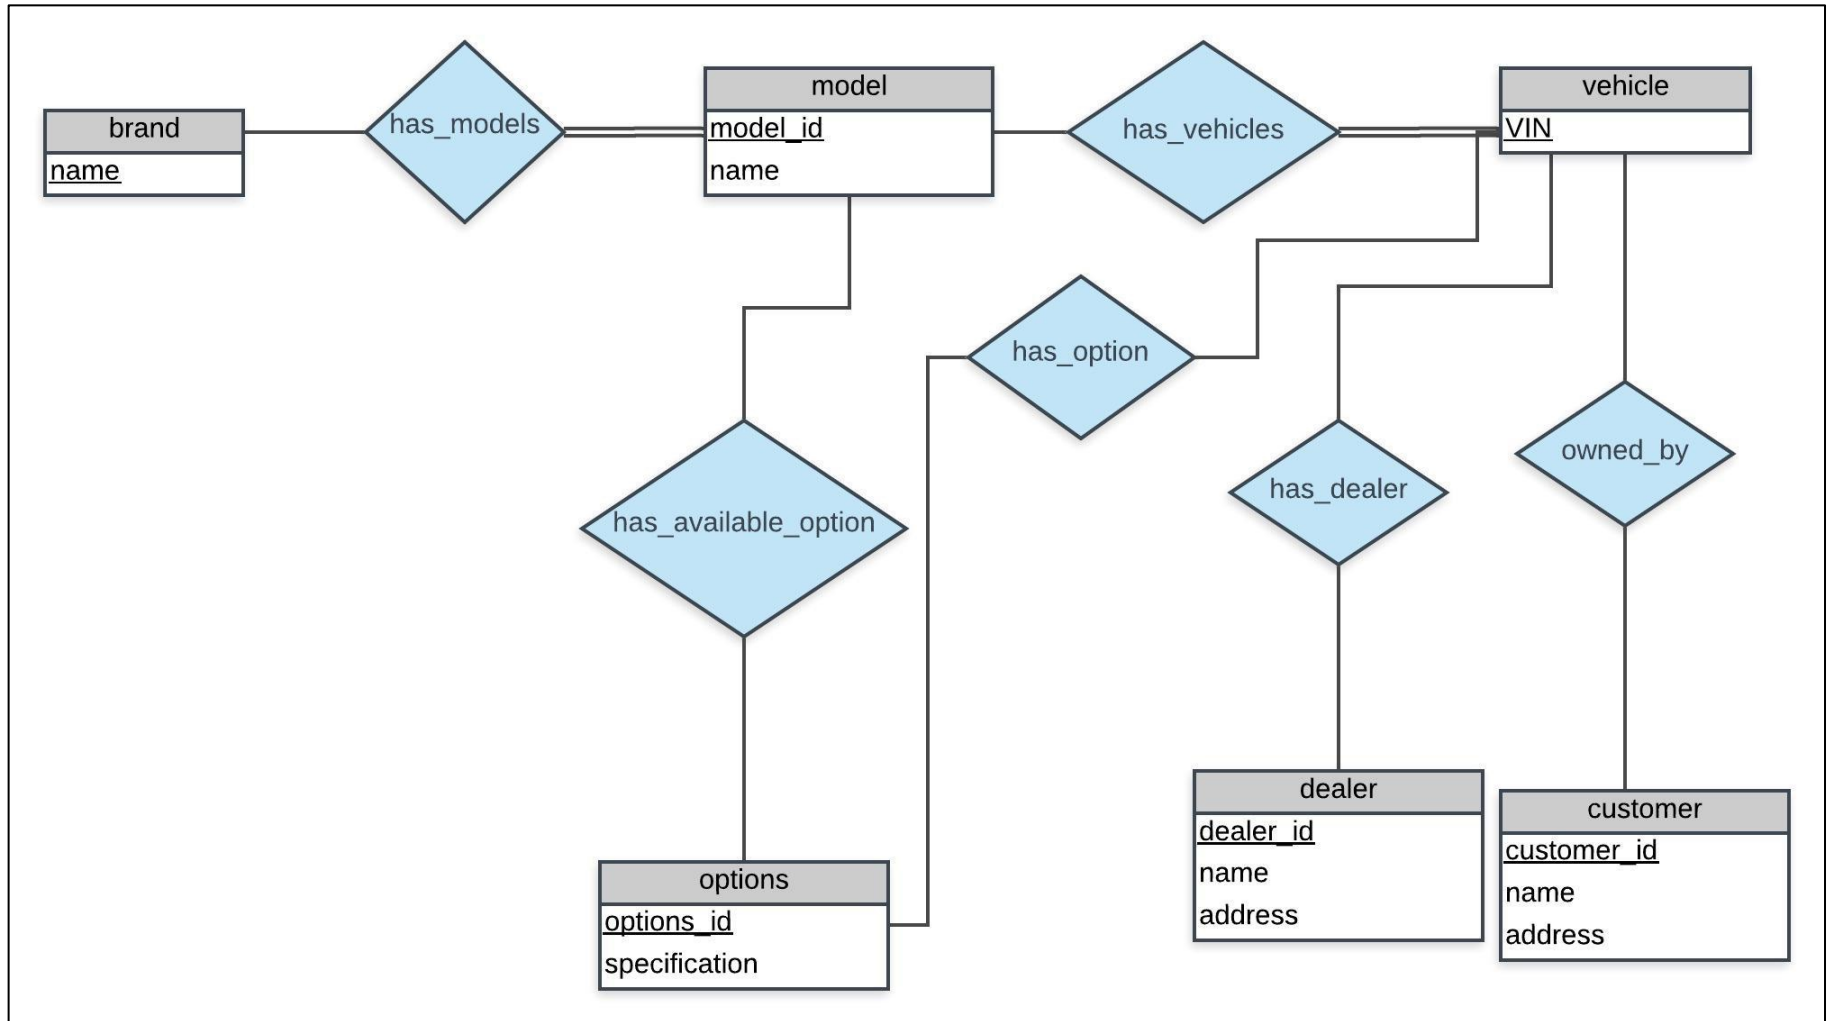 brand
name
has_models
model
model_id
name
has_vehicles
vehicle
VIN
has_option
has_available_option
has_dealer
owned_by
options
options_id
specification
dealer
dealer_id
name
address
customer
customer_id
name
address